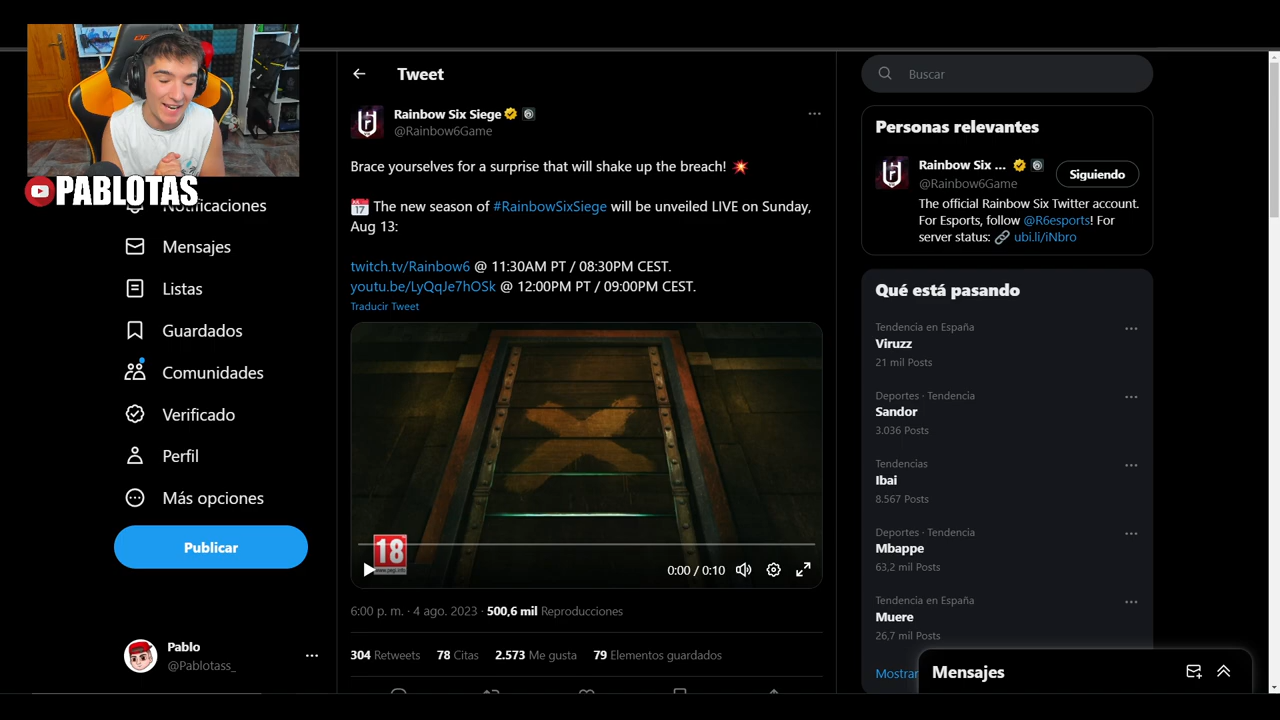 PABLOTAS
Notificaciones
Mensajes
Listas
Guardados
Comunidades
Verificado
Perfil
Más opciones
Publicar
Pablo
@Pablotass_
Tweet
Rainbow Six Siege
@Rainbow6Game
Brace yourselves for a surprise that will shake up the breach! 💥
📅 The new season of #RainbowSixSiege will be unveiled LIVE on Sunday,
Aug 13:
twitch.tv/Rainbow6 @ 11:30AM PT / 08:30PM CEST.
youtu.be/LyQqJe7hOSk @ 12:00PM PT / 09:00PM CEST.
Traducir Tweet
18
www.pegi.info
0:00 / 0:10
6:00 p. m. · 4 ago. 2023 · 500,6 mil Reproducciones
304 Retweets 78 Citas 2.573 Me gusta 79 Elementos guardados
Buscar
Personas relevantes
Rainbow Six ...
@Rainbow6Game
Siguiendo
The official Rainbow Six Twitter account.
For Esports, follow @R6esports! For
server status: 🔗 ubi.li/iNbro
Qué está pasando
Tendencia en España
Viruzz
21 mil Posts
Deportes · Tendencia
Sandor
3.036 Posts
Tendencias
Ibai
8.567 Posts
Deportes · Tendencia
Mbappe
63,2 mil Posts
Tendencia en España
Muere
26,7 mil Posts
Mostrar
Mensajes